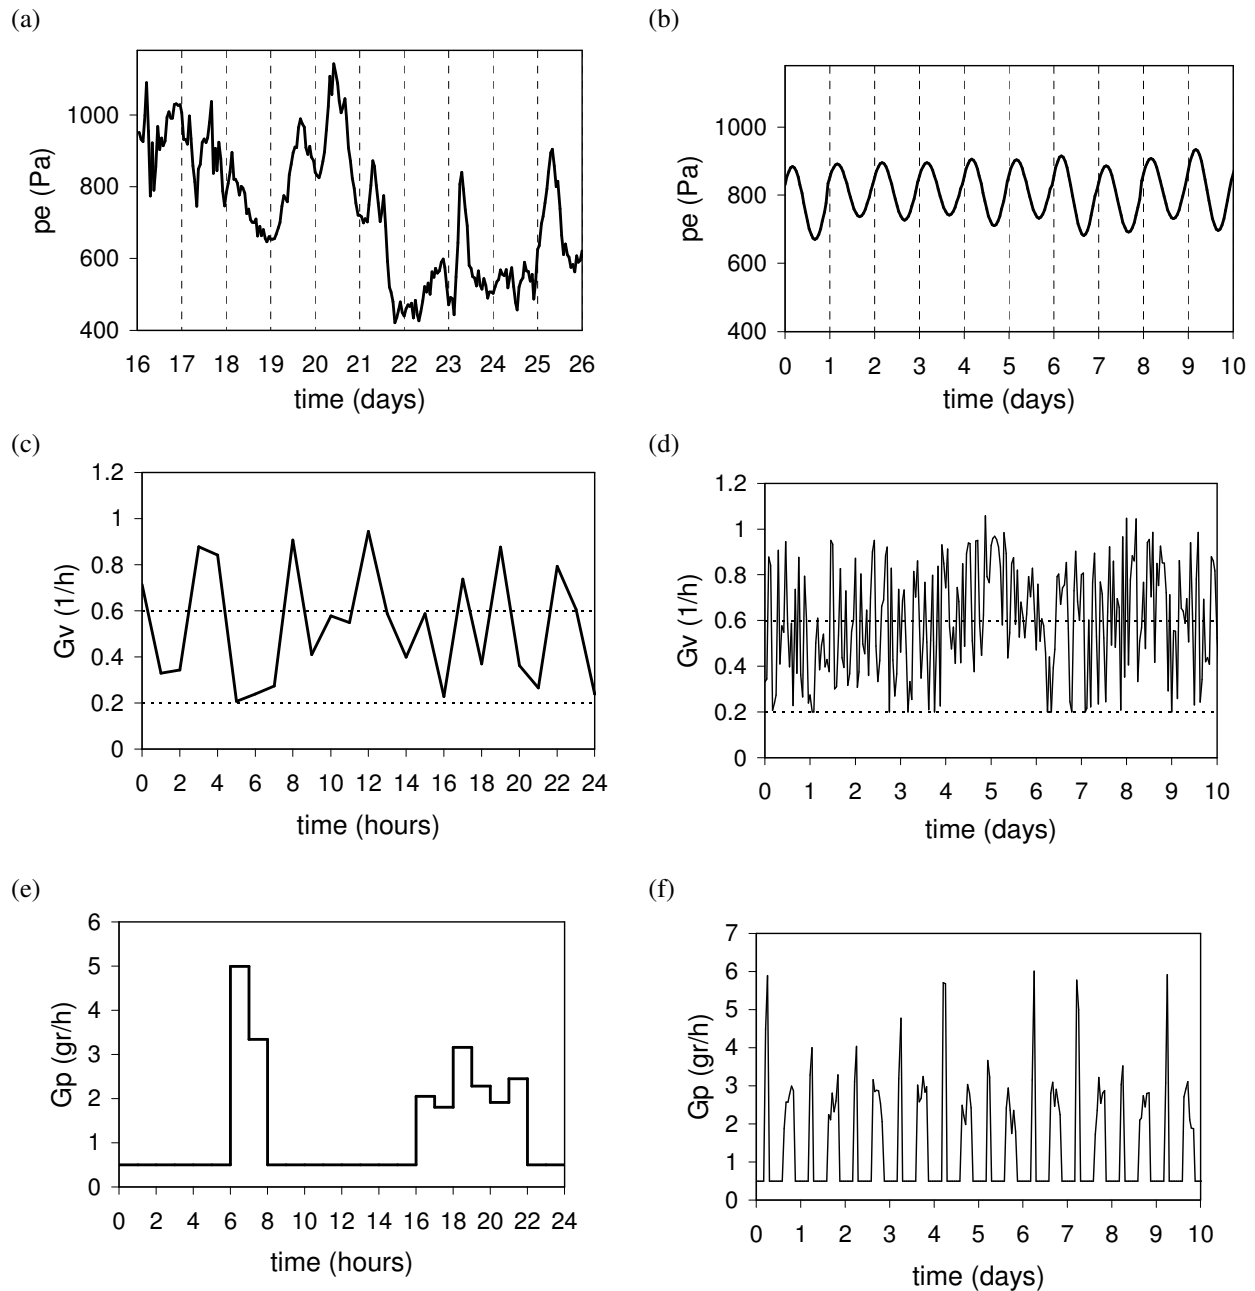 (a)
1000
800
600
400
pe (Pa)
16 17 18 19 20 21 22 23 24 25 26
time (days)
(b)
1000
800
600
400
pe (Pa)
0 1 2 3 4 5 6 7 8 9 10
time (days)
(c)
1.2
1
0.8
0.6
0.4
0.2
0
Gv (1/h)
0 2 4 6 8 10 12 14 16 18 20 22 24
time (hours)
(d)
1.2
1
0.8
0.6
0.4
0.2
0
Gv (1/h)
0 1 2 3 4 5 6 7 8 9 10
time (days)
(e)
6
5
4
3
2
1
0
Gp (gr/h)
0 2 4 6 8 10 12 14 16 18 20 22 24
time (hours)
(f)
7
6
5
4
3
2
1
0
Gp (gr/h)
0 1 2 3 4 5 6 7 8 9 10
time (days)